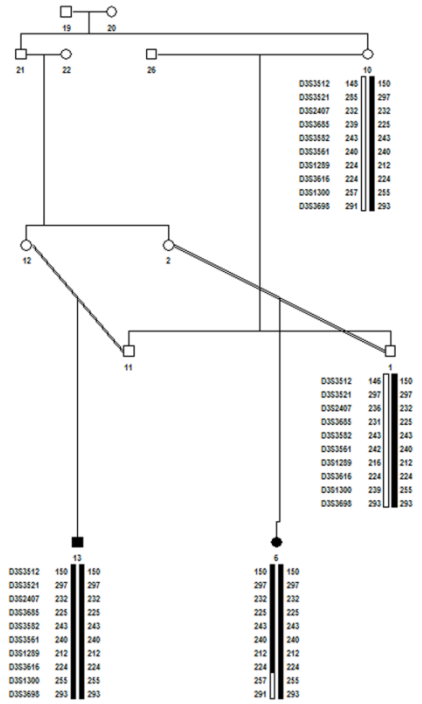 19 20
21 22 26 10
D3S3512 148 150
D3S3521 285 297
D3S2407 232 232
D3S3685 239 225
D3S3582 243 243
D3S3561 240 240
D3S1289 224 212
D3S3616 224 224
D3S1300 257 255
D3S3698 291 293
12 2
11 1
D3S3512 146 150
D3S3521 297 297
D3S2407 236 232
D3S3685 231 225
D3S3582 243 243
D3S3561 242 240
D3S1289 216 212
D3S3616 224 224
D3S1300 239 255
D3S3698 293 293
13 6
D3S3512 150 150 150 150
D3S3521 297 297 297 297
D3S2407 232 232 232 232
D3S3685 225 225 225 225
D3S3582 243 243 243 243
D3S3561 240 240 240 240
D3S1289 212 212 212 212
D3S3616 224 224 224 224
D3S1300 255 255 257 255
D3S3698 293 293 291 293